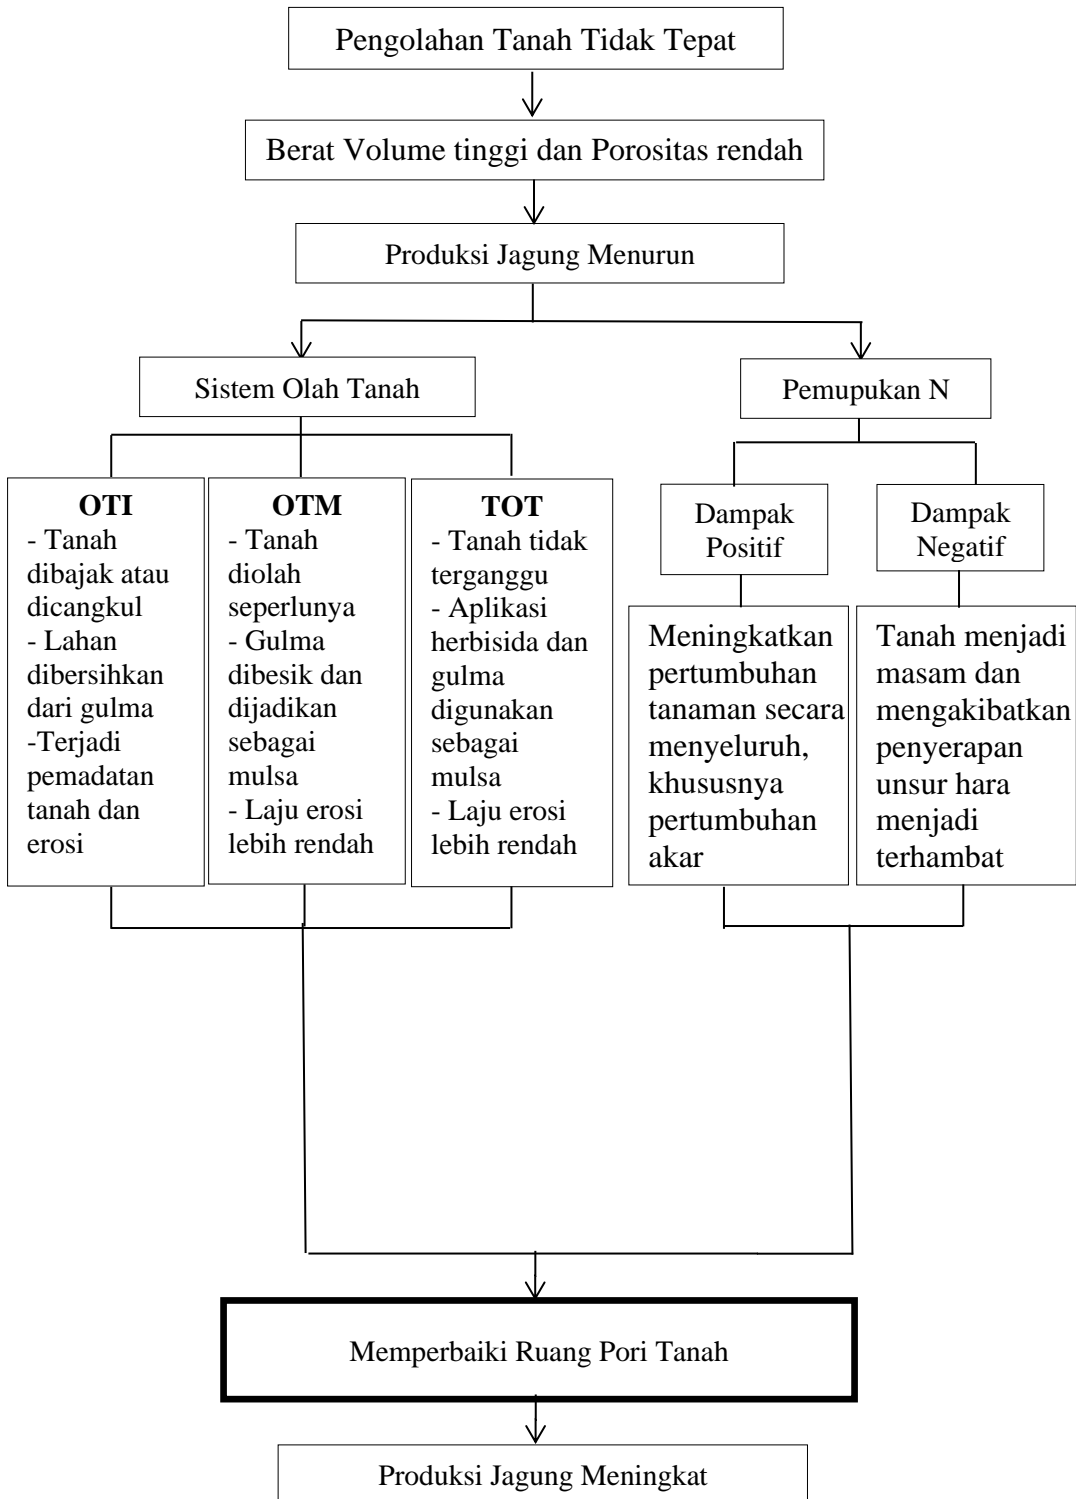 Pengolahan Tanah Tidak Tepat
Berat Volume tinggi dan Porositas rendah
Produksi Jagung Menurun
Sistem Olah Tanah
Pemupukan N
OTI
- Tanah
dibajak atau
dicangkul
- Lahan
dibersihkan
dari gulma
-Terjadi
pemadatan
tanah dan
erosi
OTM
- Tanah
diolah
seperlunya
- Gulma
dibesik dan
dijadikan
sebagai
mulsa
- Laju erosi
lebih rendah
TOT
- Tanah tidak
terganggu
- Aplikasi
herbisida dan
gulma
digunakan
sebagai
mulsa
- Laju erosi
lebih rendah
Dampak
Positif
Dampak
Negatif
Meningkatkan
pertumbuhan
tanaman secara
menyeluruh,
khususnya
pertumbuhan
akar
Tanah menjadi
masam dan
mengakibatkan
penyerapan
unsur hara
menjadi
terhambat
Memperbaiki Ruang Pori Tanah
Produksi Jagung Meningkat